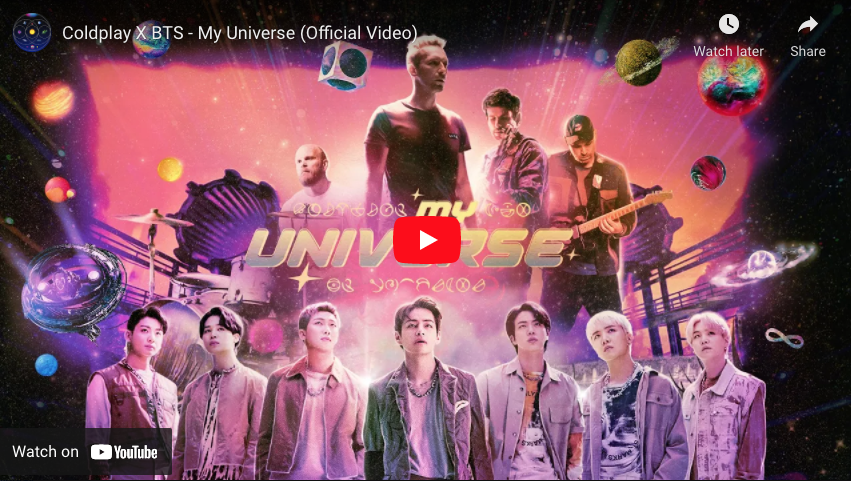 Coldplay X BTS - My Universe (Official Video)
Watch later
Share
MY
UNIVERSE
Watch on YouTube